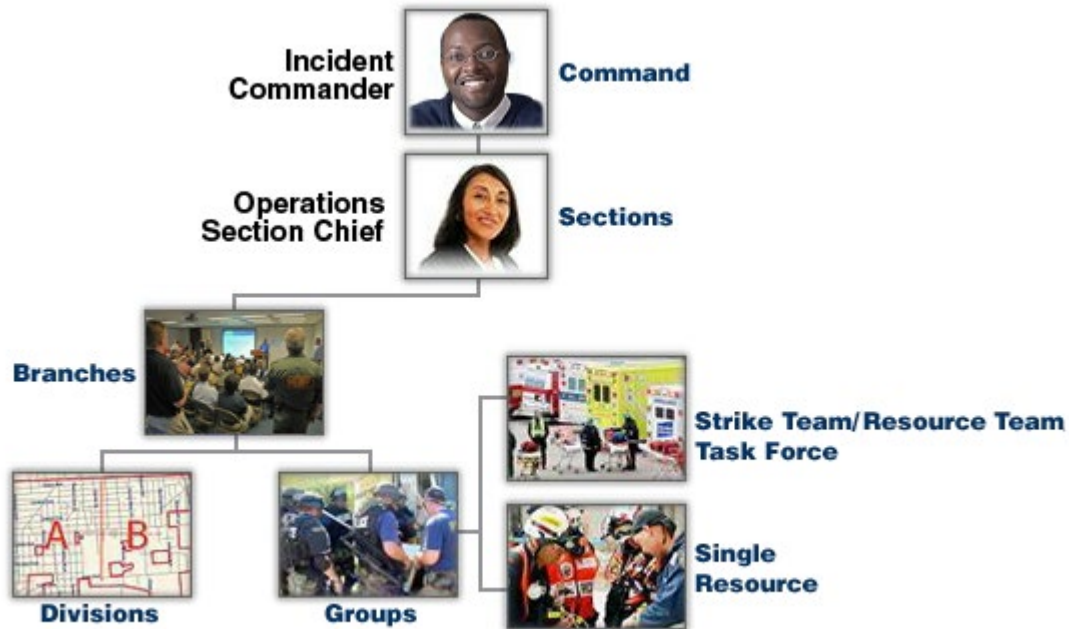 Incident
Commander
Command
Operations
Section Chief
Sections
Branches
Strike Team/Resource Team
Task Force
A B
Single
Resource
Divisions
Groups